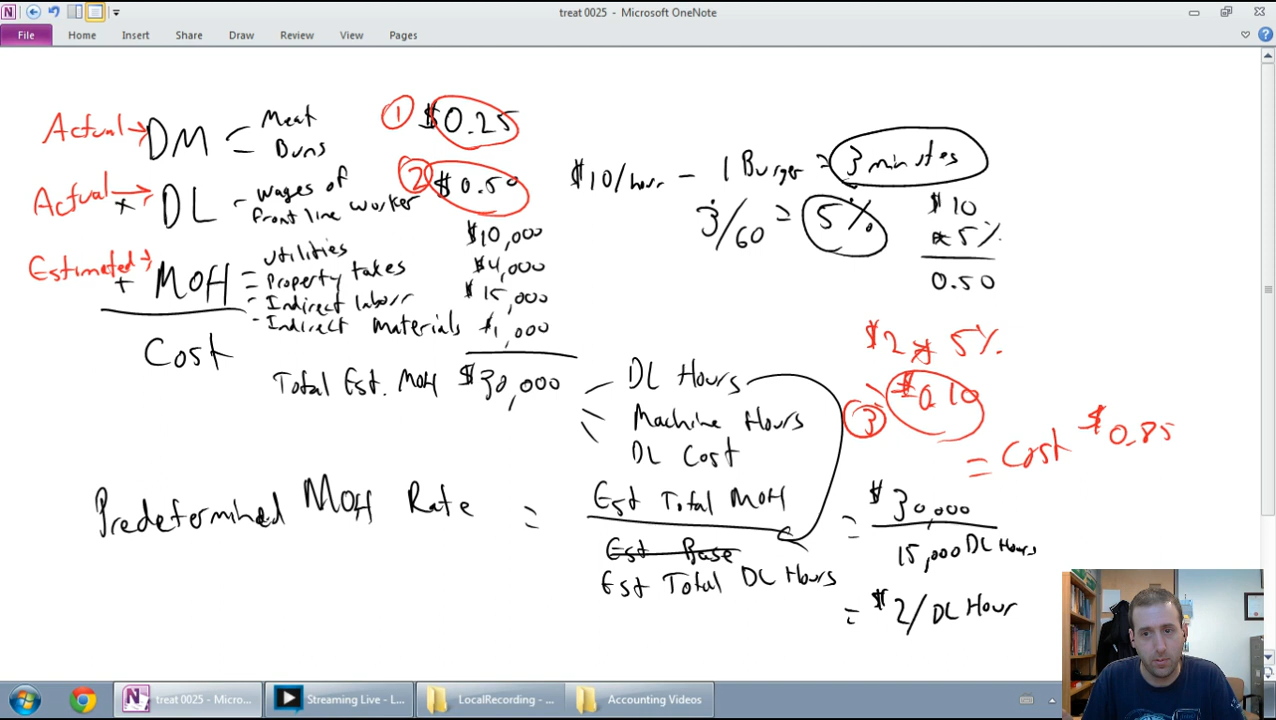 treat 0025 - Microsoft OneNote
File Home Insert Share Draw Review View Pages
Actual → DM = Meat
Buns
① $0.25
Actual → + DL - wages of
front line worker
② $0.50
$10/hour - 1 Burger = 3 minutes
3/60 = 5%
$10
x 5%
0.50
Estimated → + MOH = utilities $10,000
Property taxes $4,000
- Indirect labour $15,000
- Indirect materials $1,000
Cost
Total Est. MOH $30,000
DL Hours
Machine Hours
DL Cost
$2 x 5%
③ $0.10
= Cost $0.85
Predetermined MOH Rate = Est Total MOH = $30,000
Est Base 15,000 DL Hours
Est Total DL Hours
= $2/DL Hour
treat 0025 - Micro... Streaming Live - L... LocalRecording - ... Accounting Videos